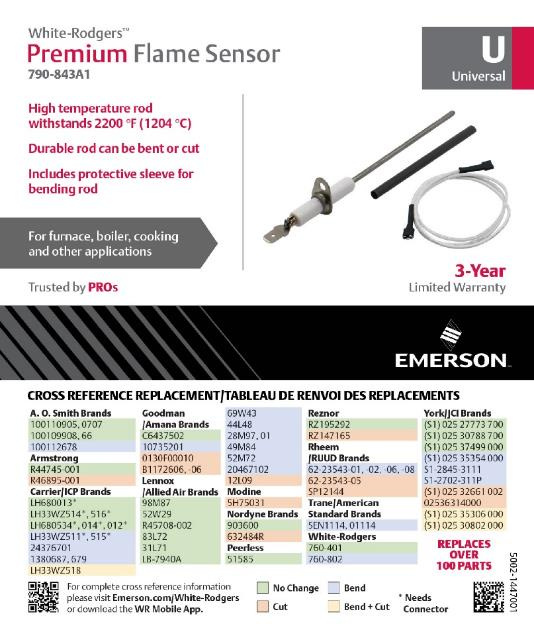 White-Rodgers™
Premium Flame Sensor
790-843A1
U
Universal
High temperature rod
withstands 2200 °F (1204 °C)
Durable rod can be bent or cut
Includes protective sleeve for
bending rod
For furnace, boiler, cooking
and other applications
Trusted by PROs
3-Year
Limited Warranty
EMERSON™
CROSS REFERENCE REPLACEMENT/TABLEAU DE RENVOI DES REPLACEMENTS
A. O. Smith Brands
100110905, 0707
100109908, 66
100112678
Armstrong
R44745-001
R46895-001
Carrier/ICP Brands
LH680013*
LH33WZ514*, 516*
LH680534*, 014*, 012*
LH33WZ511*, 515*
24376701
1380687, 679
LH33WZ518
Goodman
/Amana Brands
C6437502
10735201
0130F00010
B1172606, -06
Lennox
/Allied Air Brands
98M87
52W29
R45708-002
83L72
31L71
LB-7940A
69W43
44L48
28M97, 01
49M84
52M72
20467102
12L09
Modine
5H75031
Nordyne Brands
903600
632484R
Peerless
51585
Reznor
RZ195292
RZ147165
Rheem
/RUUD Brands
62-23543-01, -02, -06, -08
62-23543-05
SP12144
Trane/American
Standard Brands
SEN1114, 01114
White-Rodgers
760-401
760-802
York/JCI Brands
(S1) 025 27773 700
(S1) 025 30788 700
(S1) 025 37499 000
(S1) 025 35354 000
S1-2845-3111
S1-2702-311P
(S1) 025 32661 002
02536314000
(S1) 025 35306 000
(S1) 025 30802 000
REPLACES
OVER
100 PARTS
For complete cross reference information
please visit Emerson.com/White-Rodgers
or download the WR Mobile App.
No Change
Bend
Cut
Bend + Cut
* Needs
Connector
5002-1447001